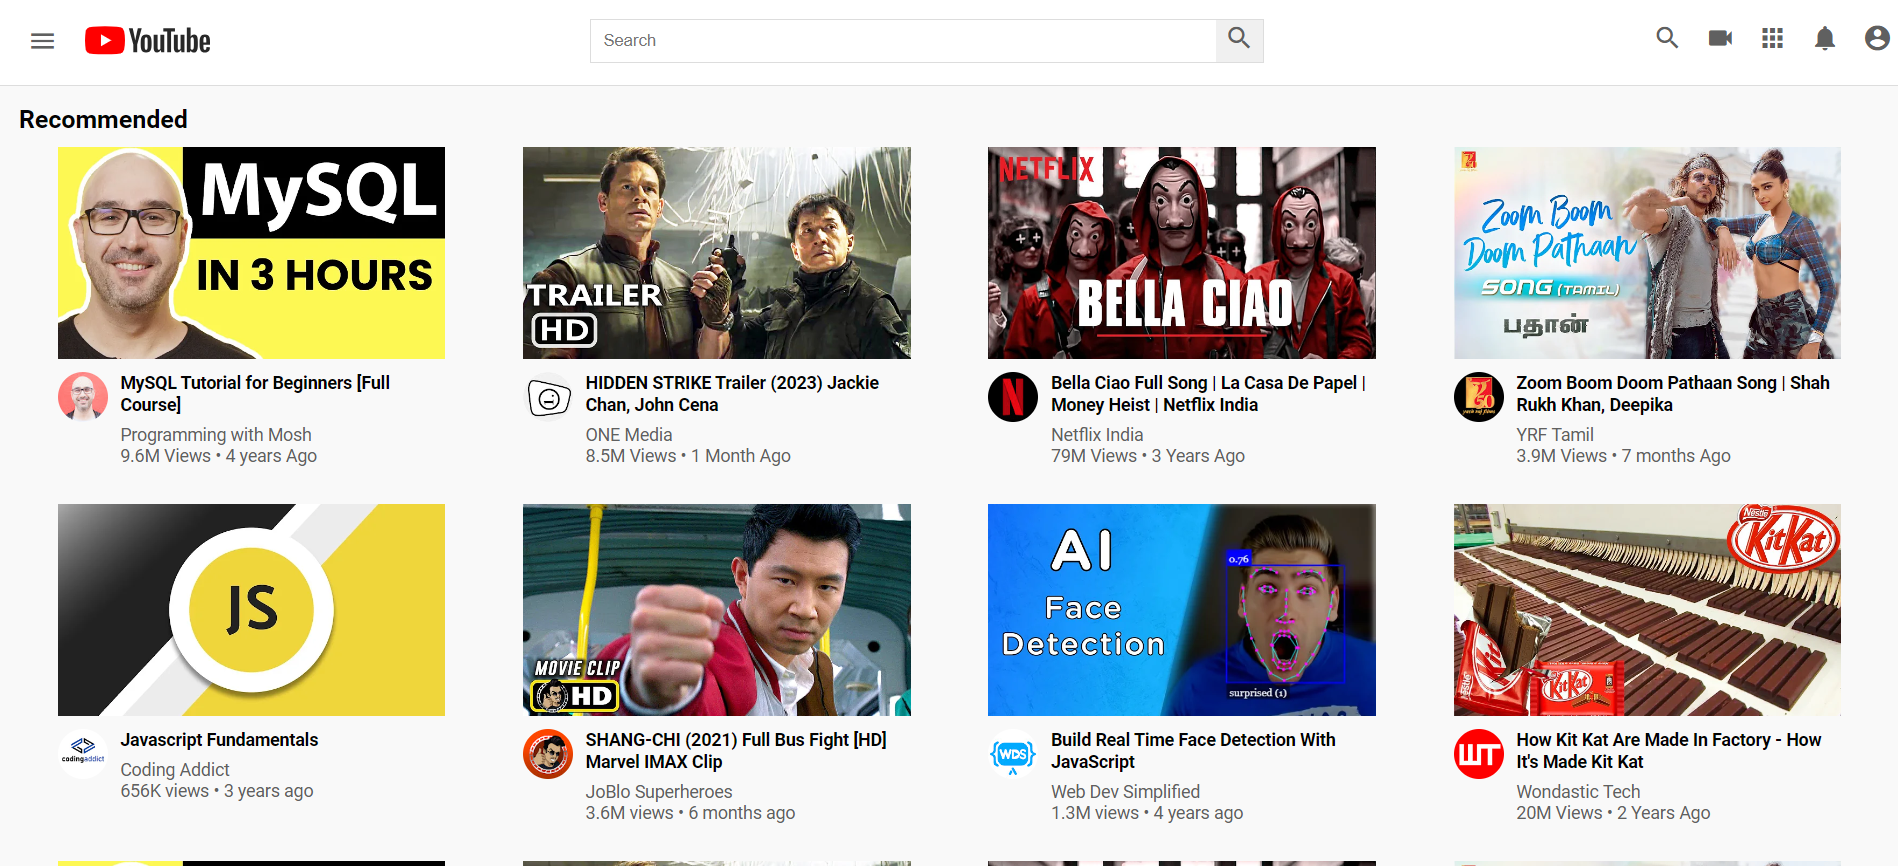 YouTube
Search
Recommended
MySQL
IN 3 HOURS
TRAILER
HD
NETFLIX
BELLA CIAO
Zoom Boom
Doom Pathaan
SONG (TAMIL)
பதான்
MySQL Tutorial for Beginners [Full
Course]
Programming with Mosh
9.6M Views • 4 years Ago
HIDDEN STRIKE Trailer (2023) Jackie
Chan, John Cena
ONE Media
8.5M Views • 1 Month Ago
N
Bella Ciao Full Song | La Casa De Papel |
Money Heist | Netflix India
Netflix India
79M Views • 3 Years Ago
50
Zoom Boom Doom Pathaan Song | Shah
Rukh Khan, Deepika
YRF Tamil
3.9M Views • 7 months Ago
JS
MOVIE CLIP
HD
AI
Face
Detection
0.76
surprised (1)
Nestle
KitKat
KitKat
codingaddict
Javascript Fundamentals
Coding Addict
656K views • 3 years ago
SHANG-CHI (2021) Full Bus Fight [HD]
Marvel IMAX Clip
JoBlo Superheroes
3.6M views • 6 months ago
WDS
Build Real Time Face Detection With
JavaScript
Web Dev Simplified
1.3M views • 4 years ago
WT
How Kit Kat Are Made In Factory - How
It's Made Kit Kat
Wondastic Tech
20M Views • 2 Years Ago